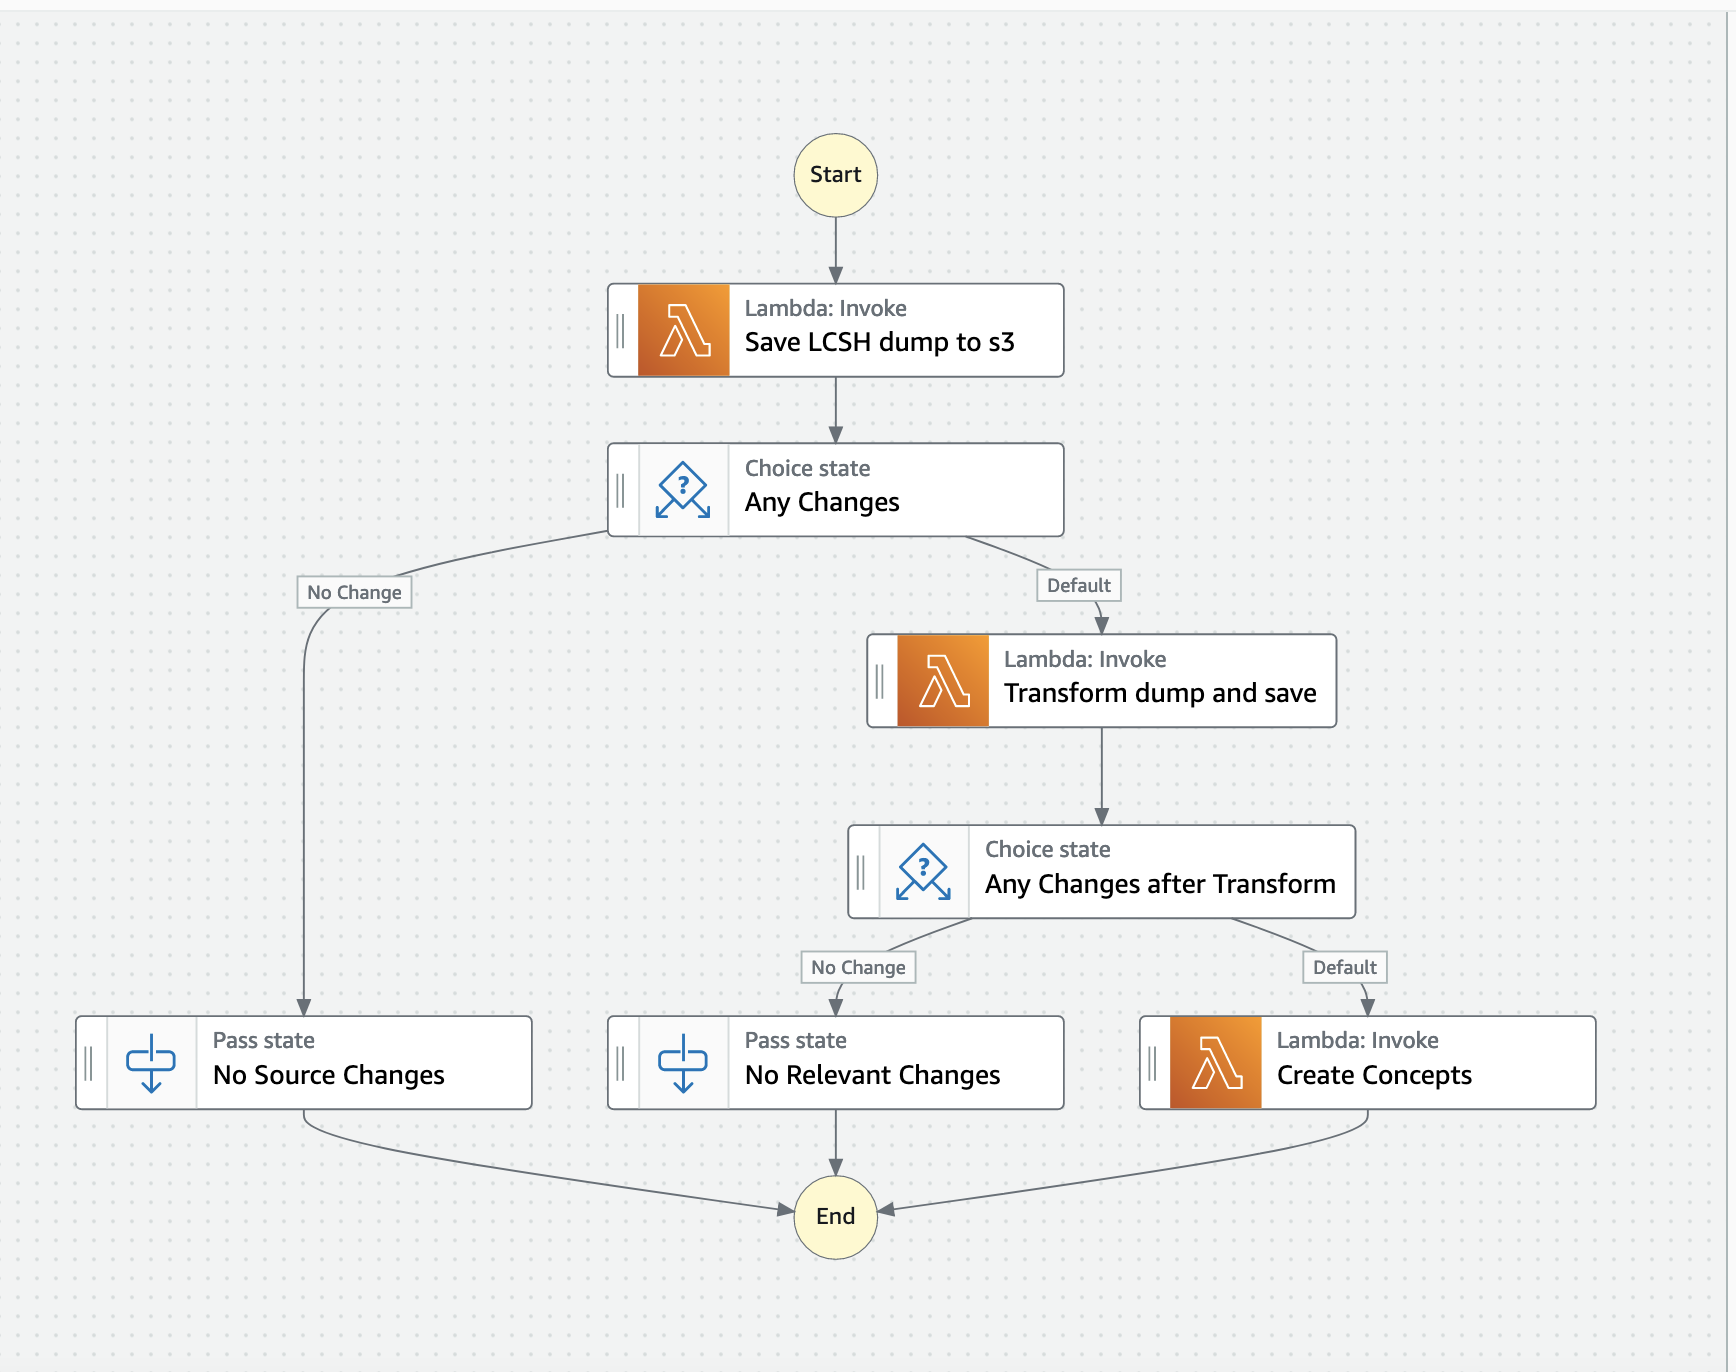 Start
Lambda: Invoke
Save LCSH dump to s3
Choice state
Any Changes
No Change
Default
Lambda: Invoke
Transform dump and save
Choice state
Any Changes after Transform
No Change
Default
Pass state
No Source Changes
Pass state
No Relevant Changes
Lambda: Invoke
Create Concepts
End